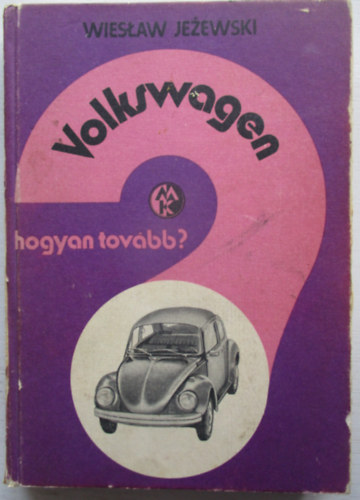 WIESŁAW JEŻEWSKI
Volkswagen
MK
hogyan tovább?